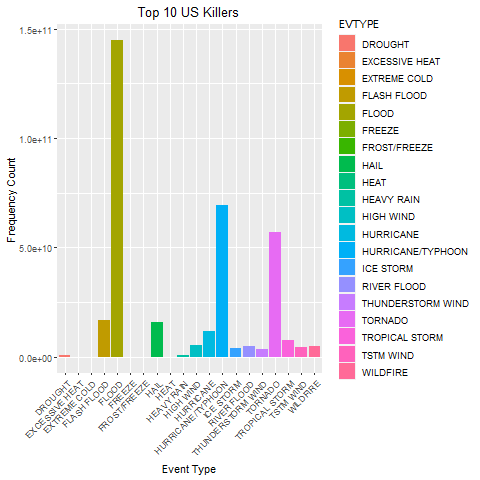 Top 10 US Killers
Frequency Count
1.5e+11
1.0e+11
5.0e+10
0.0e+00
DROUGHT
EXCESSIVE HEAT
EXTREME COLD
FLASH FLOOD
FLOOD
FREEZE
FROST/FREEZE
HAIL
HEAT
HEAVY RAIN
HIGH WIND
HURRICANE
HURRICANE/TYPHOON
ICE STORM
RIVER FLOOD
THUNDERSTORM WIND
TORNADO
TROPICAL STORM
TSTM WIND
WILDFIRE
Event Type
EVTYPE
DROUGHT
EXCESSIVE HEAT
EXTREME COLD
FLASH FLOOD
FLOOD
FREEZE
FROST/FREEZE
HAIL
HEAT
HEAVY RAIN
HIGH WIND
HURRICANE
HURRICANE/TYPHOON
ICE STORM
RIVER FLOOD
THUNDERSTORM WIND
TORNADO
TROPICAL STORM
TSTM WIND
WILDFIRE